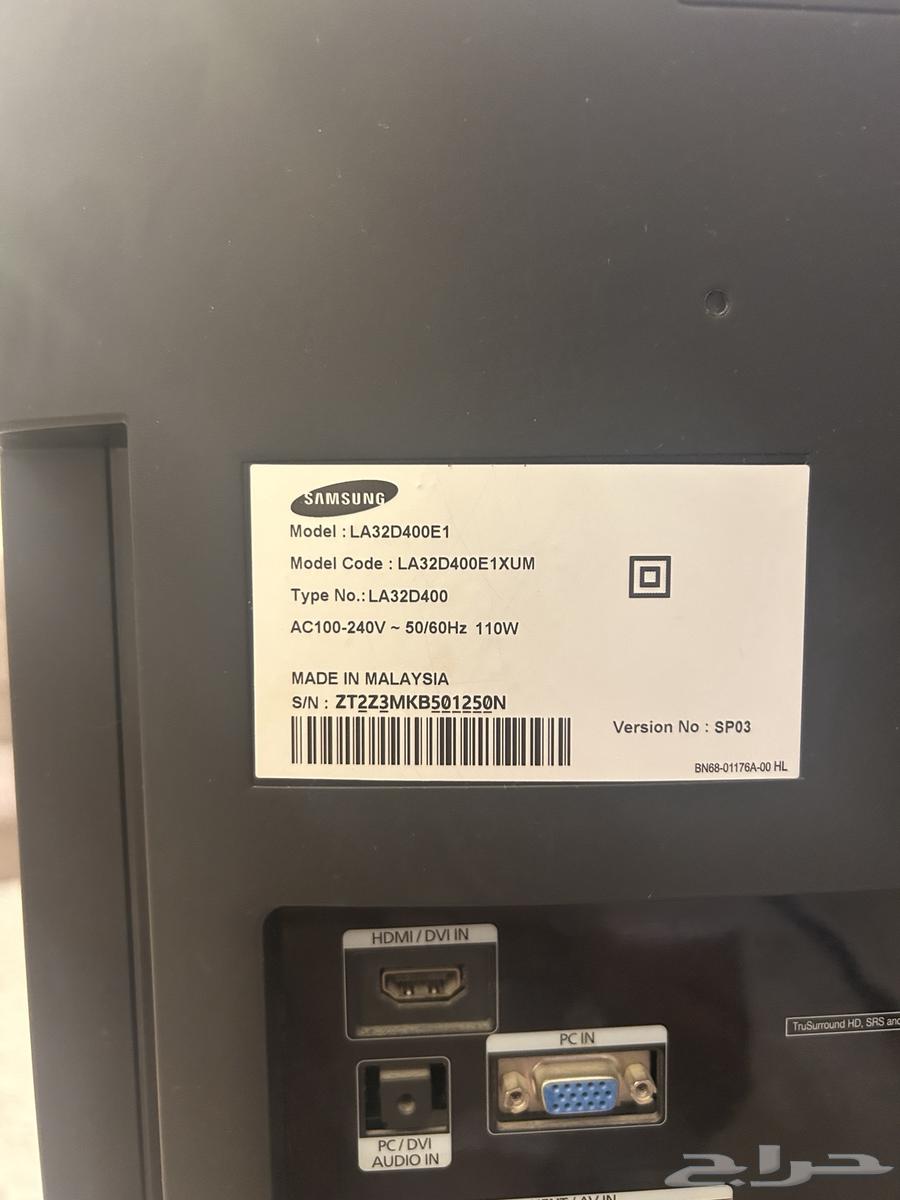 SAMSUNG
Model : LA32D400E1
Model Code : LA32D400E1XUM
Type No.:LA32D400
AC100-240V ~ 50/60Hz 110W
MADE IN MALAYSIA
S/N : ZT2Z3MKB501250N
Version No : SP03
BN68-01176A-00 HL
HDMI / DVI IN
TruSurround HD, SRS and
PC IN
PC / DVI
AUDIO IN
/ AV IN
حراج